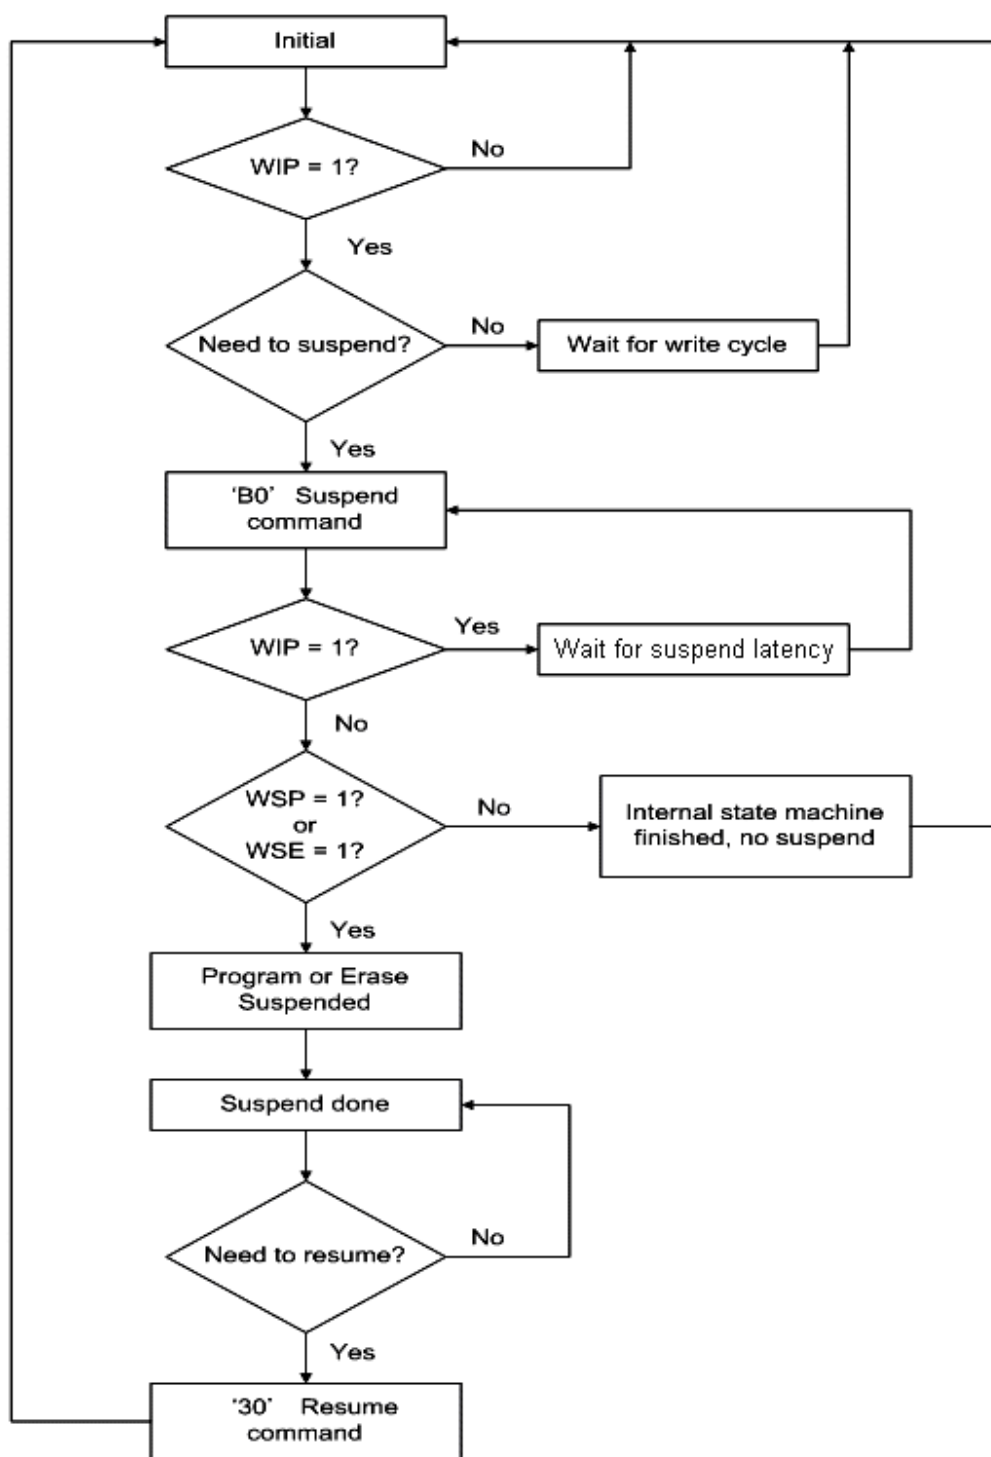 Initial
WIP = 1?
No
Yes
Need to suspend?
No
Wait for write cycle
Yes
‘B0’ Suspend
command
WIP = 1?
Yes
Wait for suspend latency
No
WSP = 1?
or
WSE = 1?
No
Internal state machine
finished, no suspend
Yes
Program or Erase
Suspended
Suspend done
Need to resume?
No
Yes
‘30’ Resume
command